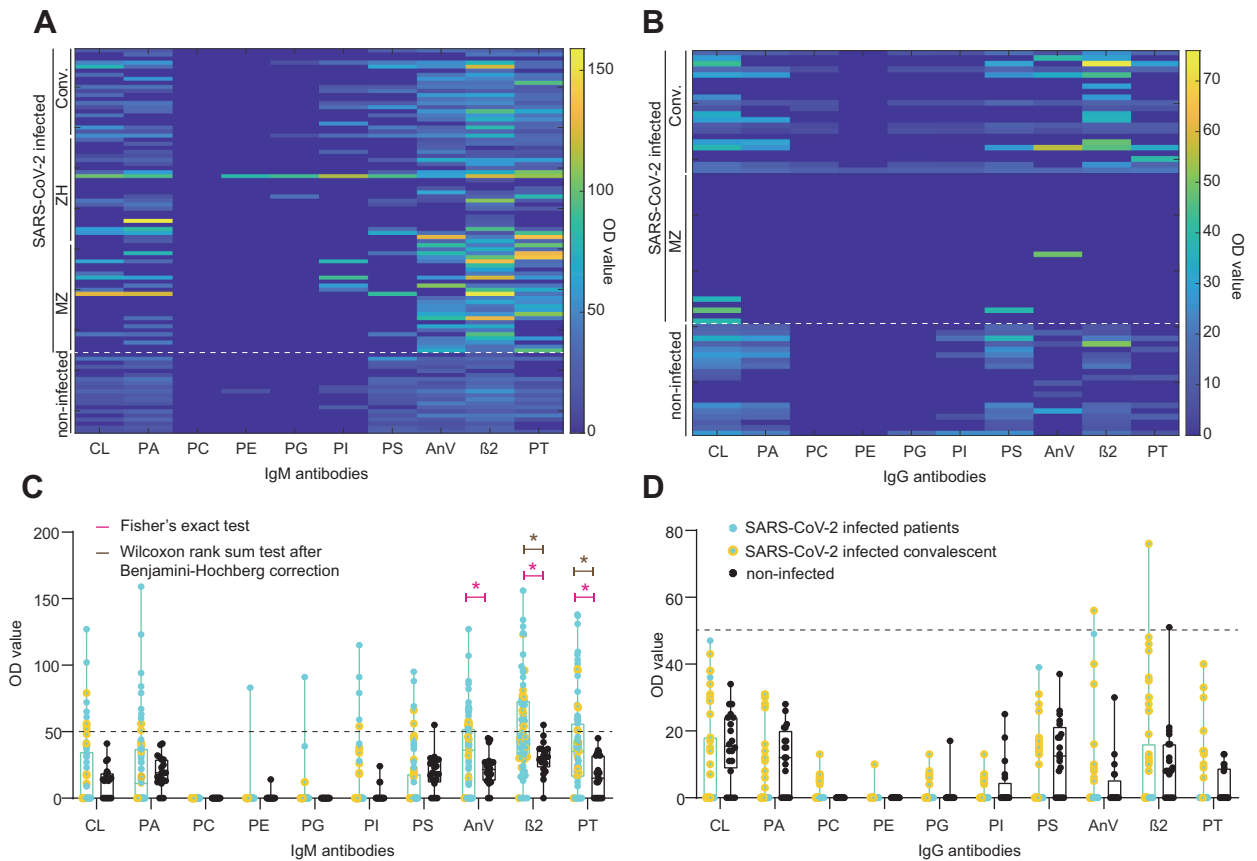 A
SARS-CoV-2 infected
Conv.
ZH
MZ
non-infected
CL PA PC PE PG PI PS AnV ß2 PT
IgM antibodies
150
100
50
0
OD value
B
SARS-CoV-2 infected
Conv.
MZ
non-infected
CL PA PC PE PG PI PS AnV ß2 PT
IgG antibodies
70
60
50
40
30
20
10
0
OD value
C
Fisher's exact test
Wilcoxon rank sum test after
Benjamini-Hochberg correction
* * * * *
OD value
200
150
100
50
0
CL PA PC PE PG PI PS AnV ß2 PT
IgM antibodies
D
SARS-CoV-2 infected patients
SARS-CoV-2 infected convalescent
non-infected
OD value
80
60
40
20
0
CL PA PC PE PG PI PS AnV ß2 PT
IgG antibodies